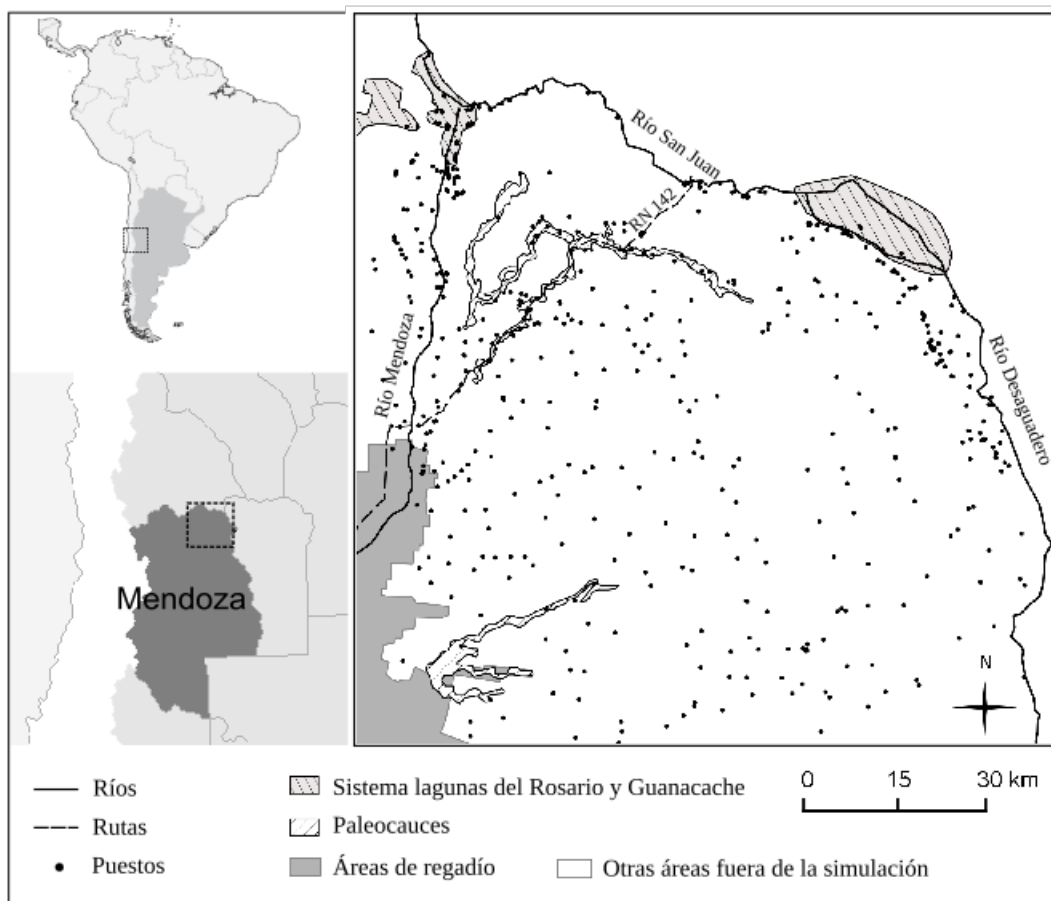 Río San Juan
RN 142
Río Mendoza
Río Desaguadero
Mendoza
N
Ríos
Rutas
Puestos
Sistema lagunas del Rosario y Guanacache
Paleocauces
Áreas de regadío
Otras áreas fuera de la simulación
0 15 30 km